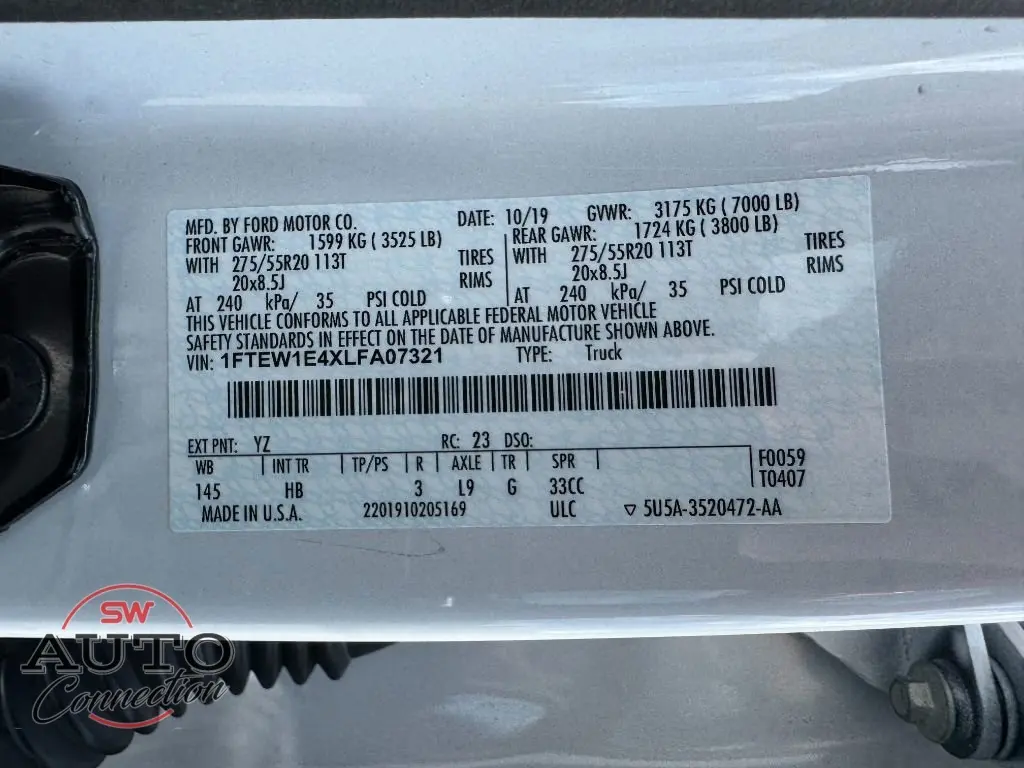 MFD. BY FORD MOTOR CO. DATE: 10/19 GVWR: 3175 KG ( 7000 LB)
FRONT GAWR: 1599 KG ( 3525 LB) REAR GAWR: 1724 KG ( 3800 LB)
WITH 275/55R20 113T TIRES WITH 275/55R20 113T TIRES
20x8.5J RIMS 20x8.5J RIMS
AT 240 kPa/ 35 PSI COLD AT 240 kPa/ 35 PSI COLD
THIS VEHICLE CONFORMS TO ALL APPLICABLE FEDERAL MOTOR VEHICLE
SAFETY STANDARDS IN EFFECT ON THE DATE OF MANUFACTURE SHOWN ABOVE.
VIN: 1FTEW1E4XLFA07321 TYPE: Truck
EXT PNT: YZ RC: 23 DSO:
WB INT TR TP/PS R AXLE TR SPR F0059
145 HB 3 L9 G 33CC T0407
MADE IN U.S.A. 2201910205169 ULC ▽ 5U5A-3520472-AA
SW
AUTO
Connection